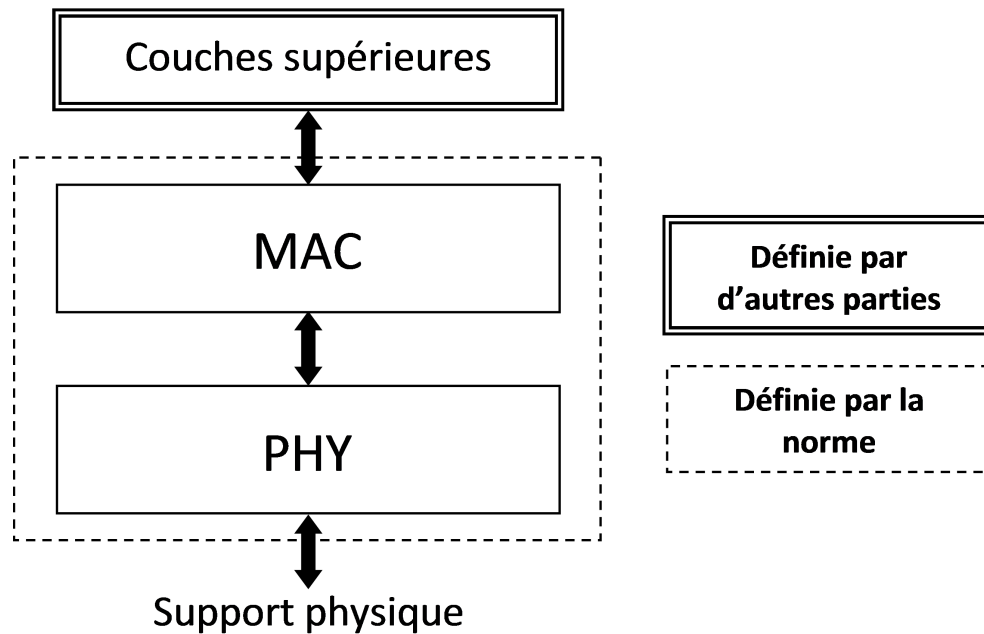 Couches supérieures
MAC
PHY
Support physique
Définie par
d'autres parties
Définie par la
norme